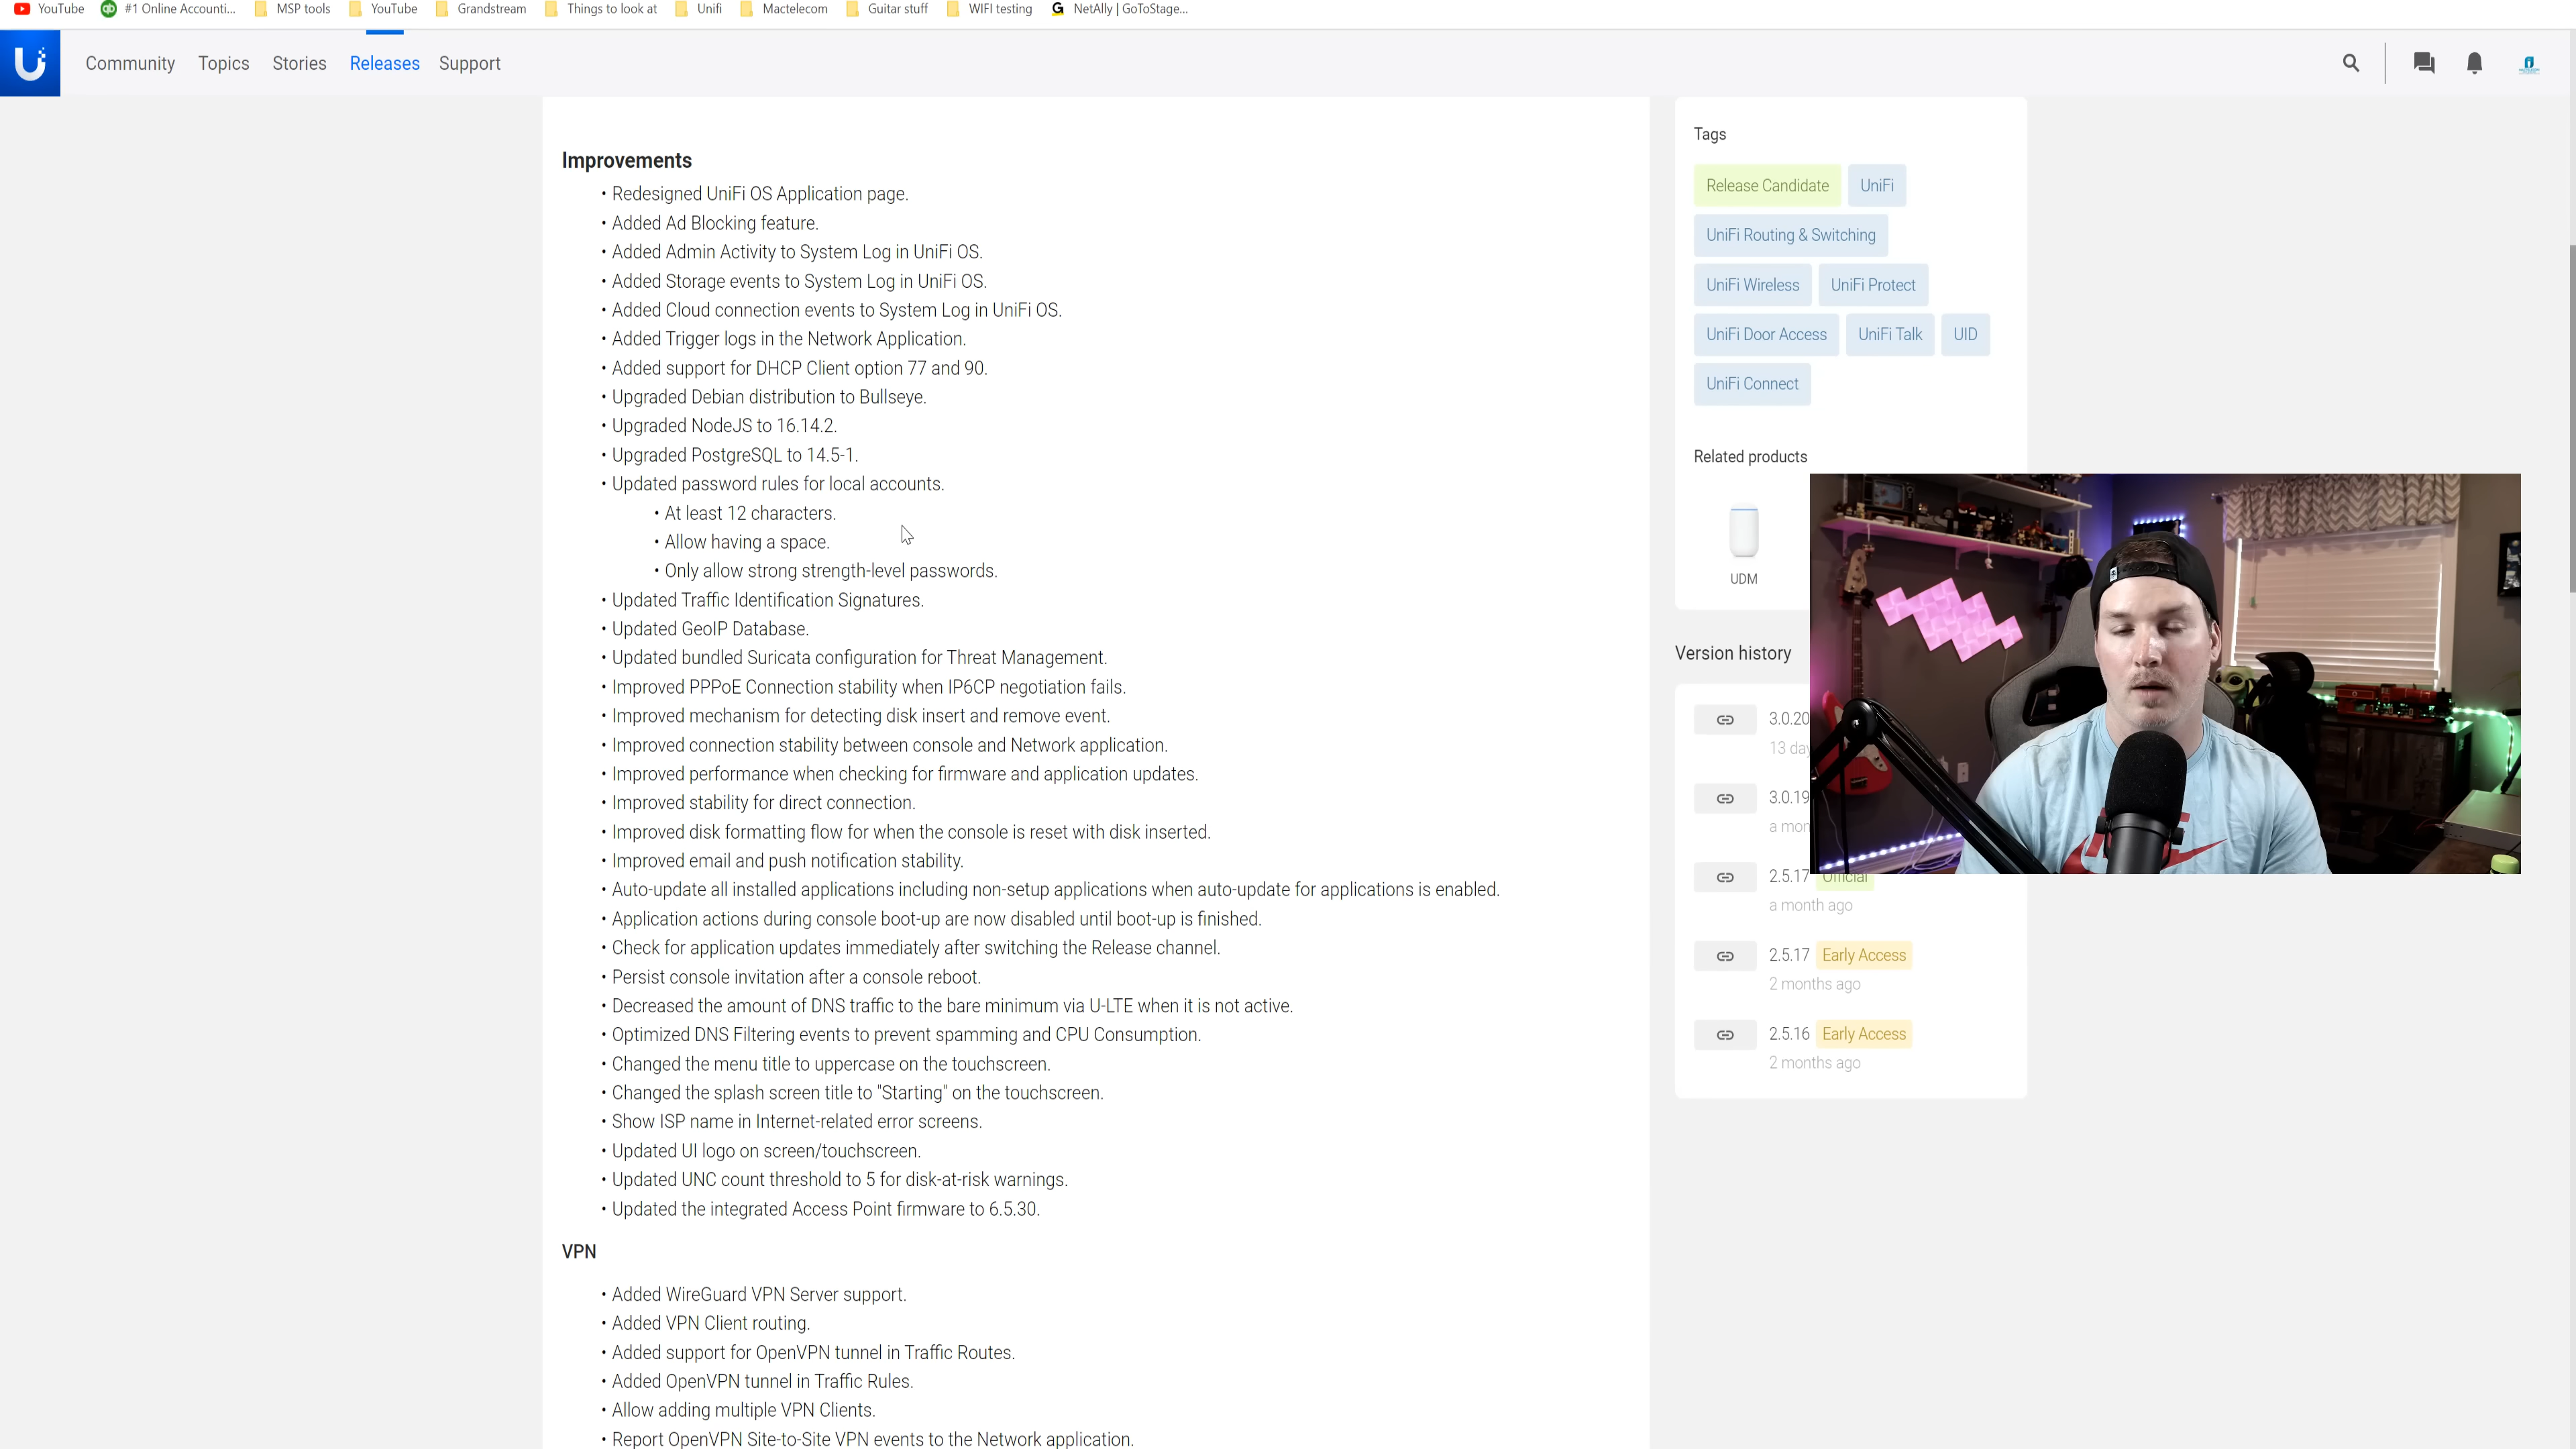 YouTube #1 Online Accounti... MSP tools YouTube Grandstream Things to look at Unifi Mactelecom Guitar stuff WIFI testing NetAlly | GoToStage...
Community Topics Stories Releases Support
Improvements
• Redesigned UniFi OS Application page.
• Added Ad Blocking feature.
• Added Admin Activity to System Log in UniFi OS.
• Added Storage events to System Log in UniFi OS.
• Added Cloud connection events to System Log in UniFi OS.
• Added Trigger logs in the Network Application.
• Added support for DHCP Client option 77 and 90.
• Upgraded Debian distribution to Bullseye.
• Upgraded NodeJS to 16.14.2.
• Upgraded PostgreSQL to 14.5-1.
• Updated password rules for local accounts.
• At least 12 characters.
• Allow having a space.
• Only allow strong strength-level passwords.
• Updated Traffic Identification Signatures.
• Updated GeoIP Database.
• Updated bundled Suricata configuration for Threat Management.
• Improved PPPoE Connection stability when IP6CP negotiation fails.
• Improved mechanism for detecting disk insert and remove event.
• Improved connection stability between console and Network application.
• Improved performance when checking for firmware and application updates.
• Improved stability for direct connection.
• Improved disk formatting flow for when the console is reset with disk inserted.
• Improved email and push notification stability.
• Auto-update all installed applications including non-setup applications when auto-update for applications is enabled.
• Application actions during console boot-up are now disabled until boot-up is finished.
• Check for application updates immediately after switching the Release channel.
• Persist console invitation after a console reboot.
• Decreased the amount of DNS traffic to the bare minimum via U-LTE when it is not active.
• Optimized DNS Filtering events to prevent spamming and CPU Consumption.
• Changed the menu title to uppercase on the touchscreen.
• Changed the splash screen title to "Starting" on the touchscreen.
• Show ISP name in Internet-related error screens.
• Updated UI logo on screen/touchscreen.
• Updated UNC count threshold to 5 for disk-at-risk warnings.
• Updated the integrated Access Point firmware to 6.5.30.
VPN
• Added WireGuard VPN Server support.
• Added VPN Client routing.
• Added support for OpenVPN tunnel in Traffic Routes.
• Added OpenVPN tunnel in Traffic Rules.
• Allow adding multiple VPN Clients.
• Report OpenVPN Site-to-Site VPN events to the Network application.
Tags
Release Candidate UniFi
UniFi Routing & Switching
UniFi Wireless UniFi Protect
UniFi Door Access UniFi Talk UID
UniFi Connect
Related products
UDM
Version history
3.0.20
13
3.0.19
a
2.5.17 Official
a month ago
2.5.17 Early Access
2 months ago
2.5.16 Early Access
2 months ago